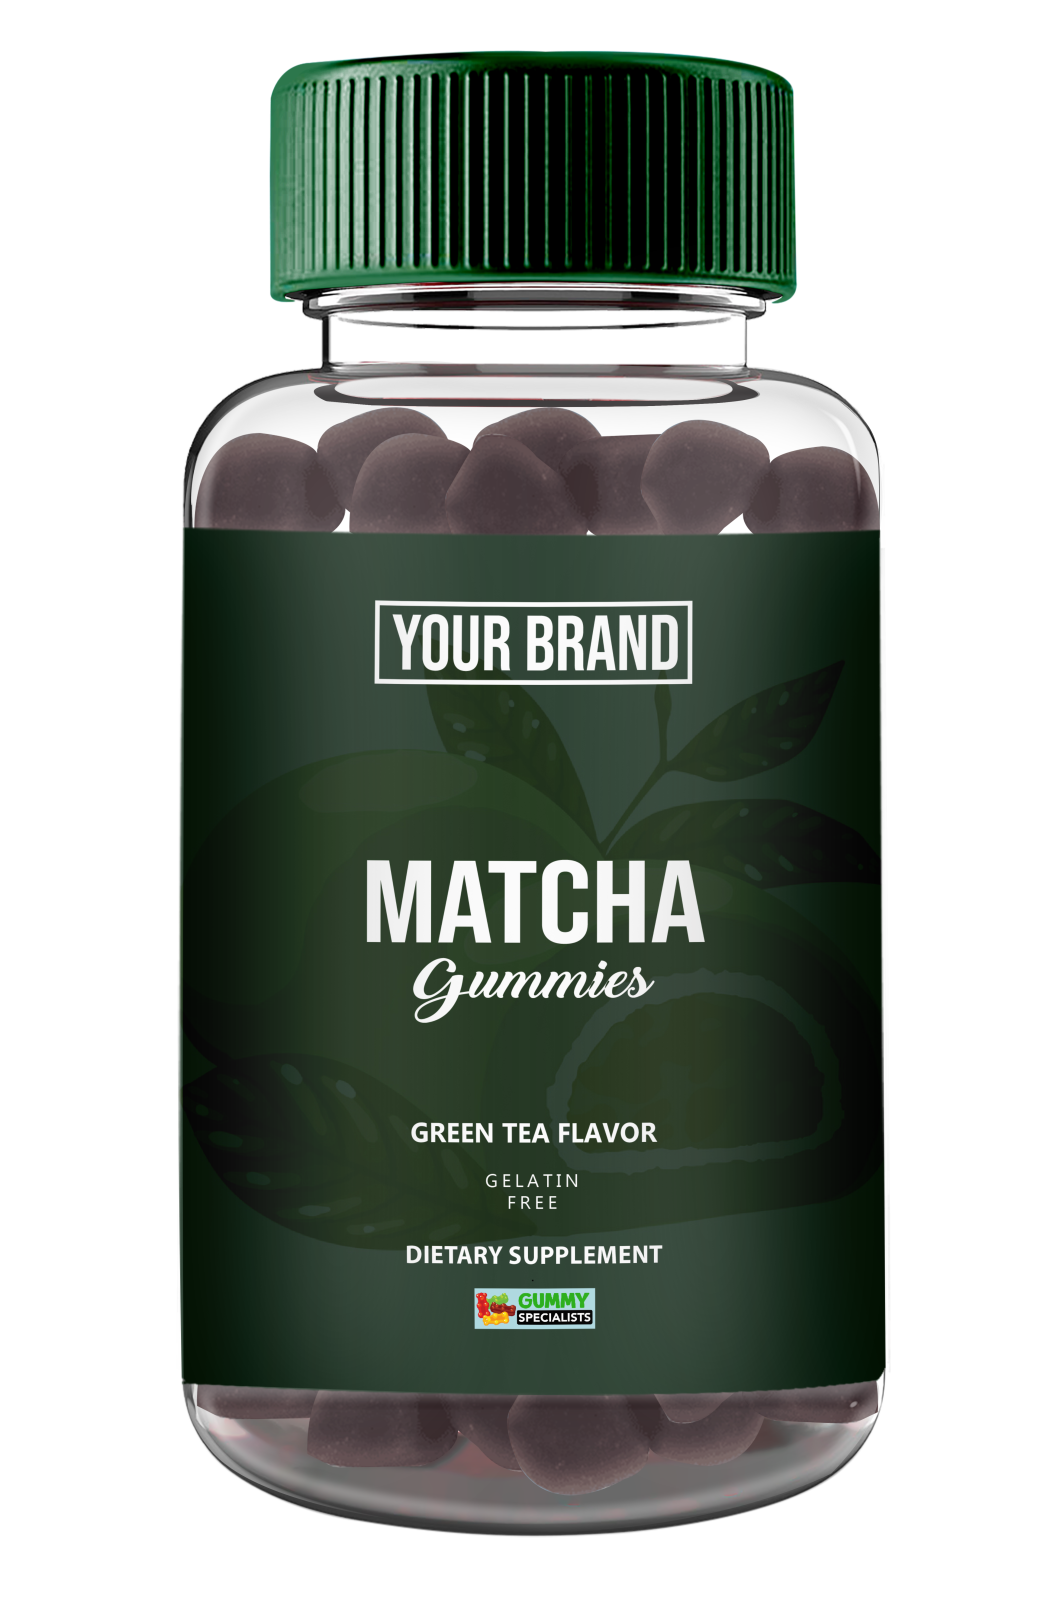 YOUR BRAND
MATCHA
Gummies
GREEN TEA FLAVOR
GELATIN
FREE
DIETARY SUPPLEMENT
GUMMY
SPECIALISTS